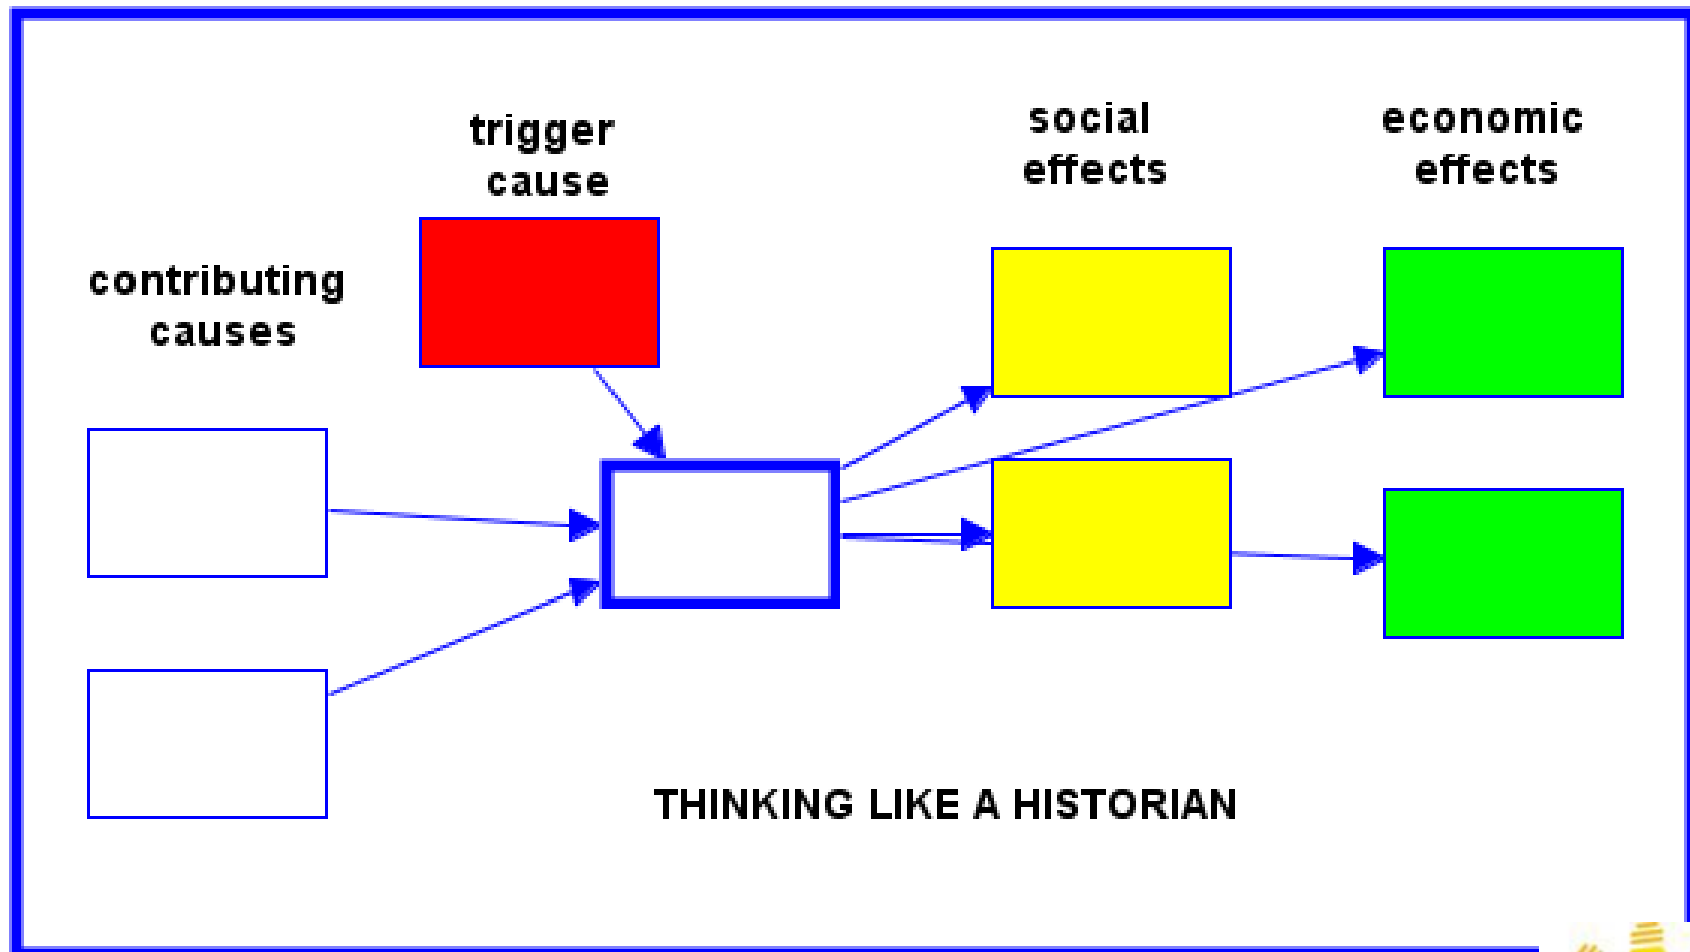 trigger
cause
social
effects
economic
effects
contributing
causes
THINKING LIKE A HISTORIAN